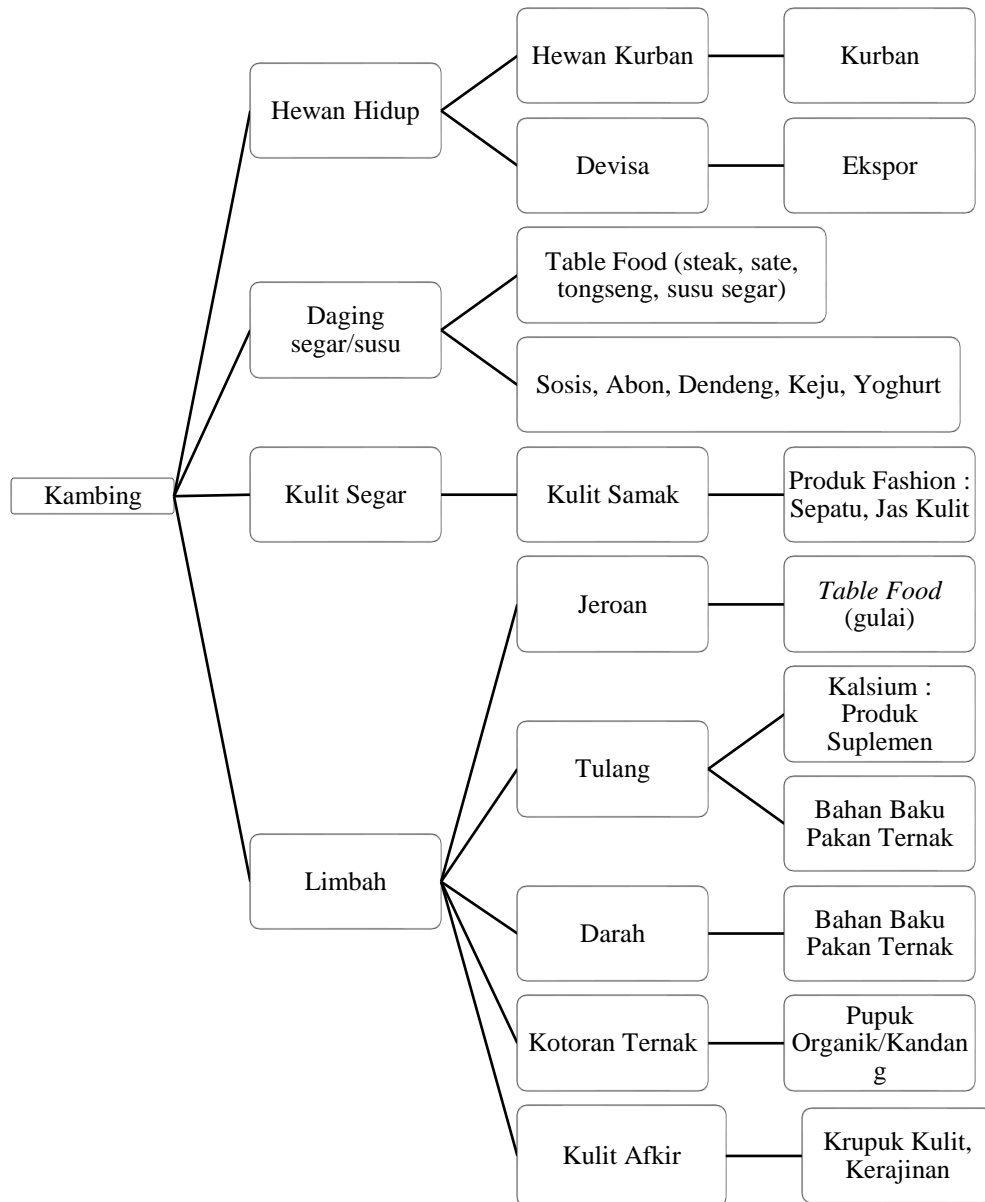 Hewan Kurban
Kurban
Hewan Hidup
Devisa
Ekspor
Table Food (steak, sate,
tongseng, susu segar)
Daging
segar/susu
Sosis, Abon, Dendeng, Keju, Yoghurt
Kambing
Kulit Segar
Kulit Samak
Produk Fashion :
Sepatu, Jas Kulit
Jeroan
Table Food
(gulai)
Kalsium :
Produk
Suplemen
Tulang
Bahan Baku
Pakan Ternak
Limbah
Darah
Bahan Baku
Pakan Ternak
Kotoran Ternak
Pupuk
Organik/Kandan
g
Kulit Afkir
Krupuk Kulit,
Kerajinan